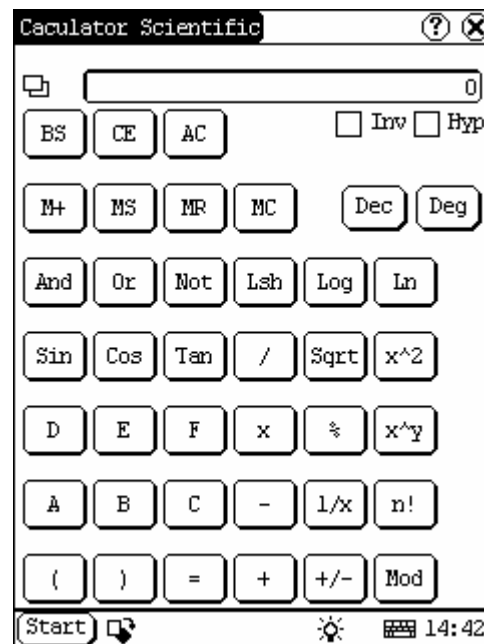 Caculator Scientific ? X
0
BS CE AC Inv Hyp
M+ MS MR MC Dec Deg
And Or Not Lsh Log Ln
Sin Cos Tan / Sqrt x^2
D E F x % x^y
A B C - 1/x n!
( ) = + +/- Mod
Start 14:42